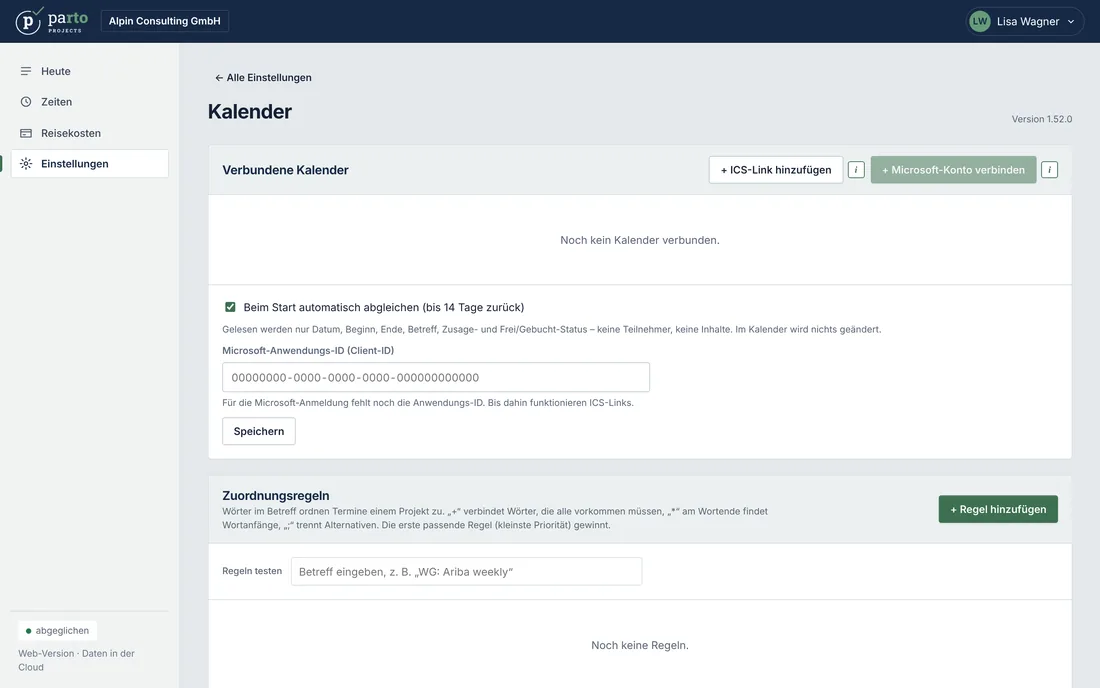 parto
PROJECTS
Alpin Consulting GmbH
LW
Lisa Wagner
Heute
Zeiten
Reisekosten
Einstellungen
← Alle Einstellungen
Kalender
Version 1.52.0
Verbundene Kalender
+ ICS-Link hinzufügen
i
+ Microsoft-Konto verbinden
i
Noch kein Kalender verbunden.
Beim Start automatisch abgleichen (bis 14 Tage zurück)
Gelesen werden nur Datum, Beginn, Ende, Betreff, Zusage- und Frei/Gebucht-Status – keine Teilnehmer, keine Inhalte. Im Kalender wird nichts geändert.
Microsoft-Anwendungs-ID (Client-ID)
00000000-0000-0000-0000-000000000000
Für die Microsoft-Anmeldung fehlt noch die Anwendungs-ID. Bis dahin funktionieren ICS-Links.
Speichern
Zuordnungsregeln
Wörter im Betreff ordnen Termine einem Projekt zu. „+“ verbindet Wörter, die alle vorkommen müssen, „*“ am Wortende findet
Wortanfänge, „;“ trennt Alternativen. Die erste passende Regel (kleinste Priorität) gewinnt.
+ Regel hinzufügen
Regeln testen
Betreff eingeben, z. B. „WG: Ariba weekly“
Noch keine Regeln.
abgeglichen
Web-Version · Daten in der
Cloud